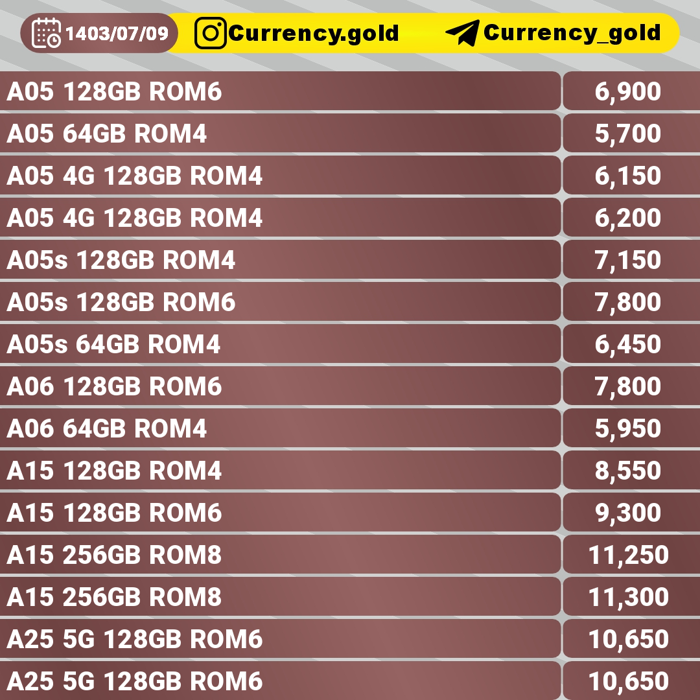 1403/07/09 Currency.gold Currency_gold
A05 128GB ROM6 6,900
A05 64GB ROM4 5,700
A05 4G 128GB ROM4 6,150
A05 4G 128GB ROM4 6,200
A05s 128GB ROM4 7,150
A05s 128GB ROM6 7,800
A05s 64GB ROM4 6,450
A06 128GB ROM6 7,800
A06 64GB ROM4 5,950
A15 128GB ROM4 8,550
A15 128GB ROM6 9,300
A15 256GB ROM8 11,250
A15 256GB ROM8 11,300
A25 5G 128GB ROM6 10,650
A25 5G 128GB ROM6 10,650